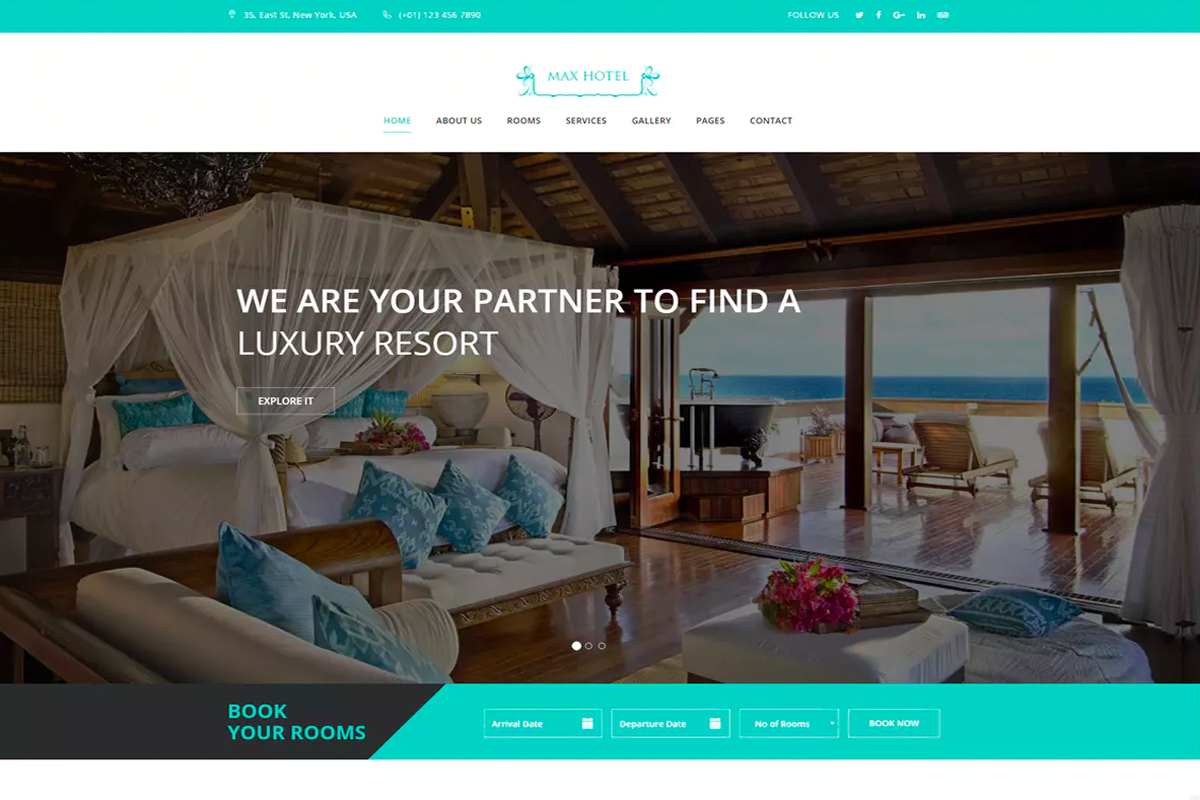 35, East St, New York, USA
(+01) 123 456 7890
FOLLOW US
MAX HOTEL
HOME
ABOUT US
ROOMS
SERVICES
GALLERY
PAGES
CONTACT
WE ARE YOUR PARTNER TO FIND A
LUXURY RESORT
EXPLORE IT
BOOK
YOUR ROOMS
Arrival Date
Departure Date
No of Rooms
BOOK NOW